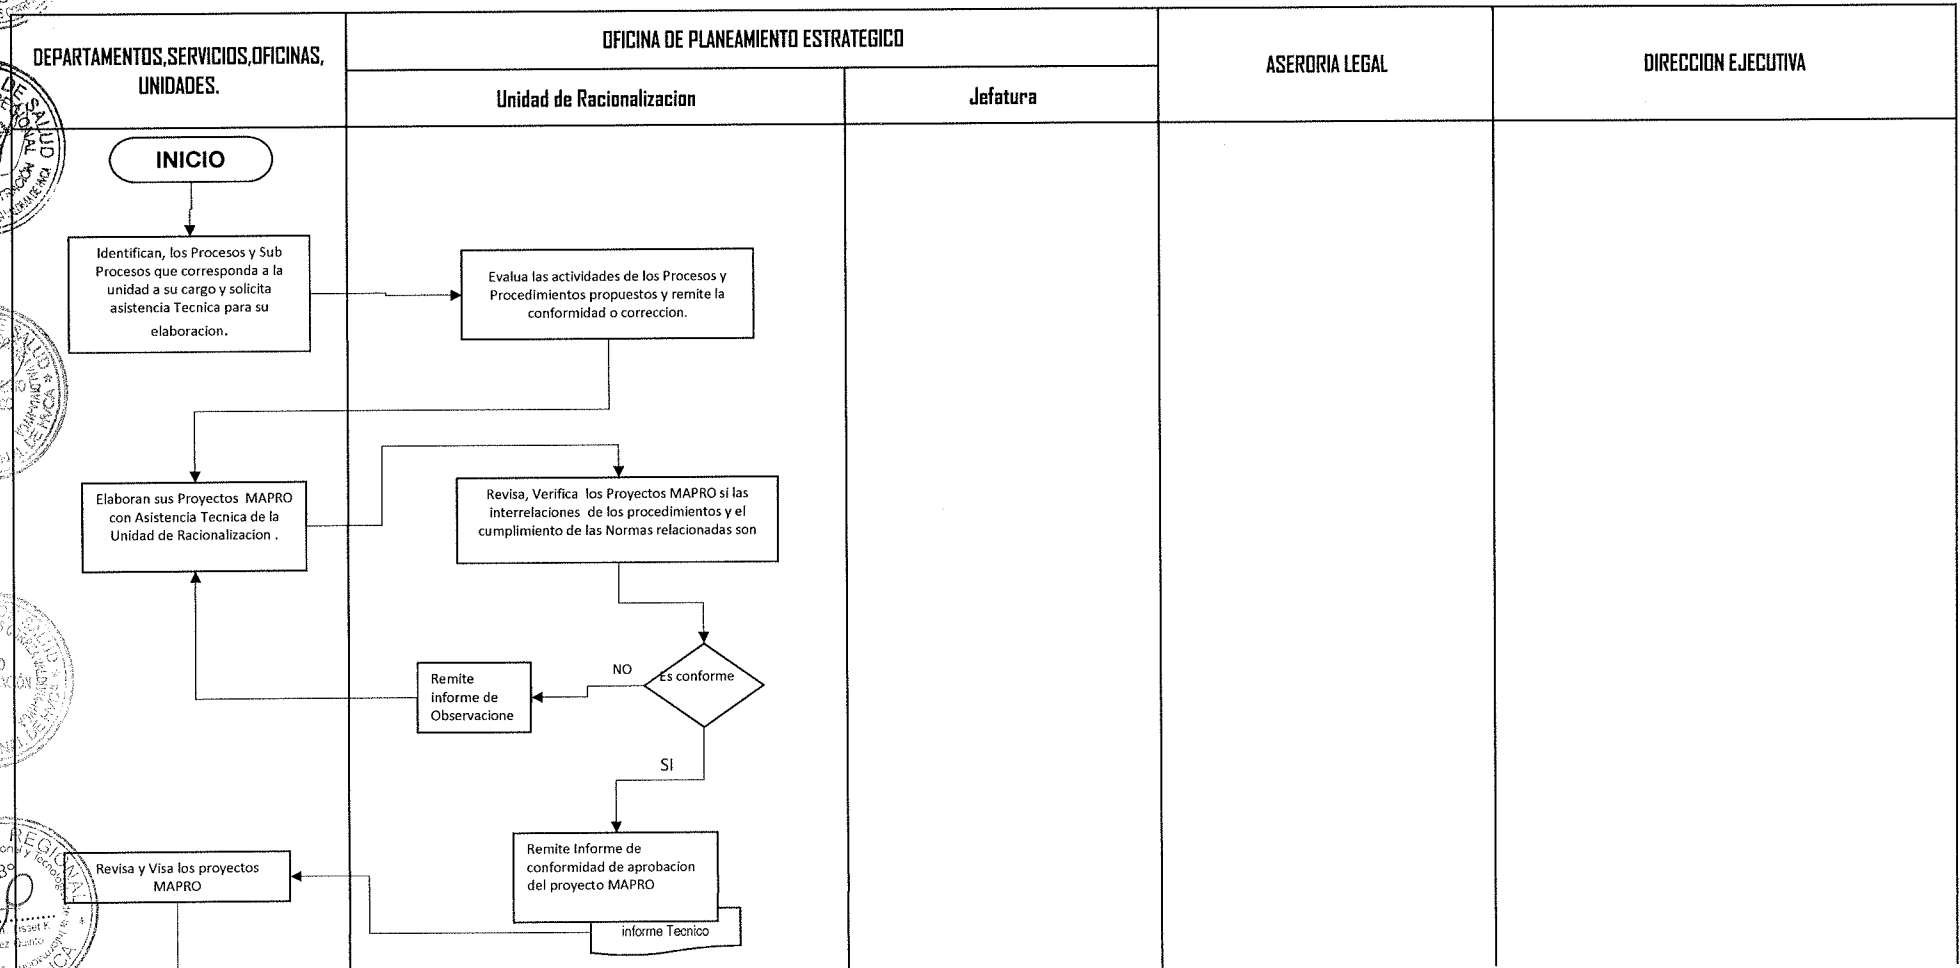 DEPARTAMENTOS,SERVICIOS,OFICINAS,
UNIDADES.
OFICINA DE PLANEAMIENTO ESTRATEGICO
Unidad de Racionalizacion
Jefatura
ASERORIA LEGAL
DIRECCION EJECUTIVA
INICIO
Identifican, los Procesos y Sub
Procesos que corresponda a la
unidad a su cargo y solicita
asistencia Tecnica para su
elaboracion.
Evalua las actividades de los Procesos y
Procedimientos propuestos y remite la
conformidad o correccion.
Elaboran sus Proyectos MAPRO
con Asistencia Tecnica de la
Unidad de Racionalizacion .
Revisa, Verifica los Proyectos MAPRO si las
interrelaciones de los procedimientos y el
cumplimiento de las Normas relacionadas son
Es conforme
NO
Remite
informe de
Observacione
SI
Remite Informe de
conformidad de aprobacion
del proyecto MAPRO
informe Tecnico
Revisa y Visa los proyectos
MAPRO
DE SALUD
REGIONAL